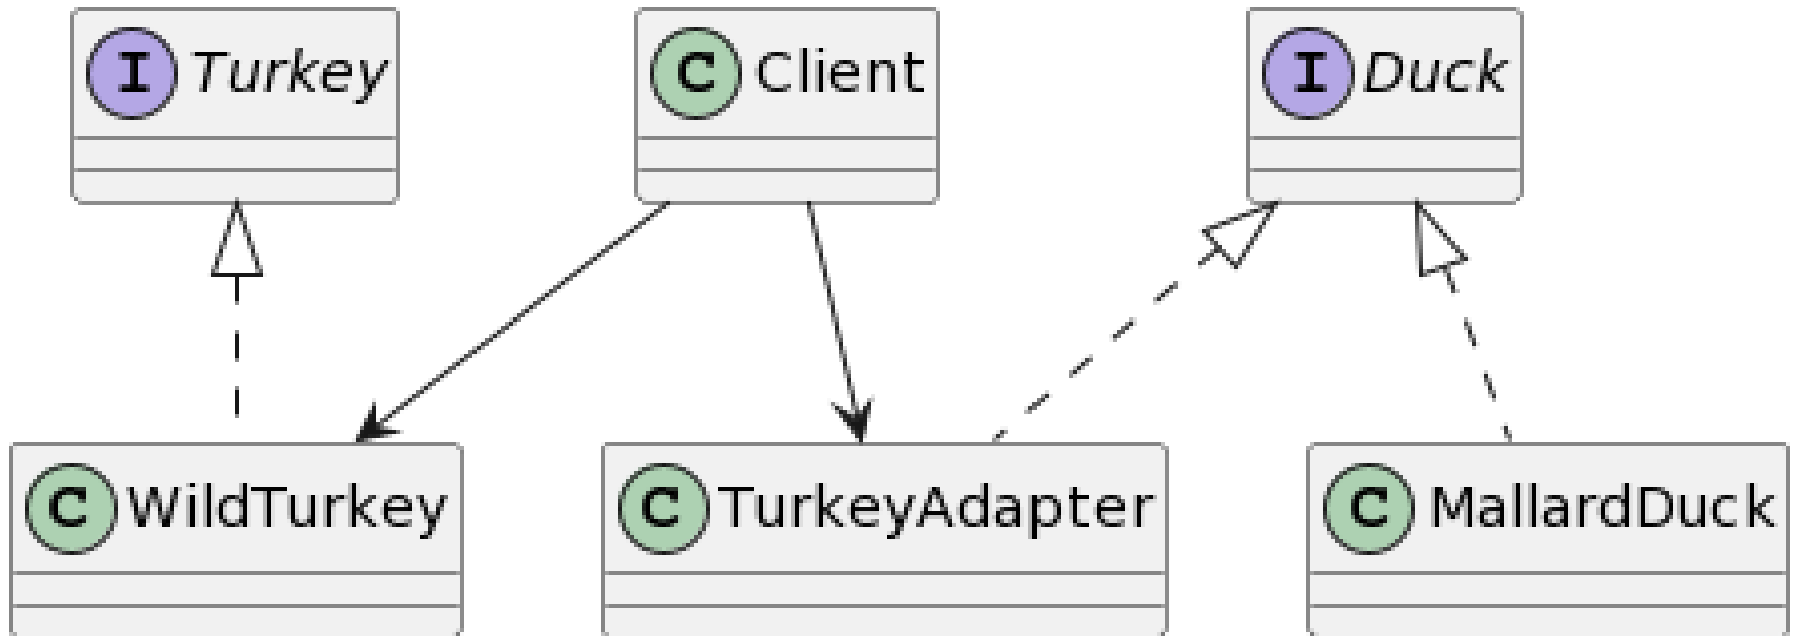 I Turkey
C Client
I Duck
C WildTurkey
C TurkeyAdapter
C MallardDuck